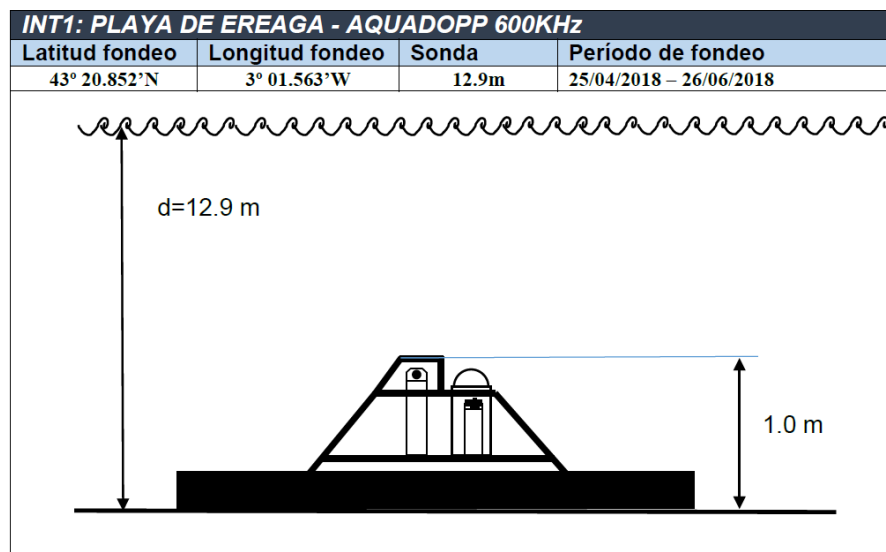 INT1: PLAYA DE EREAGA - AQUADOPP 600KHz
Latitud fondeo Longitud fondeo Sonda Período de fondeo
43º 20.852’N 3º 01.563’W 12.9m 25/04/2018 – 26/06/2018
d=12.9 m
1.0 m